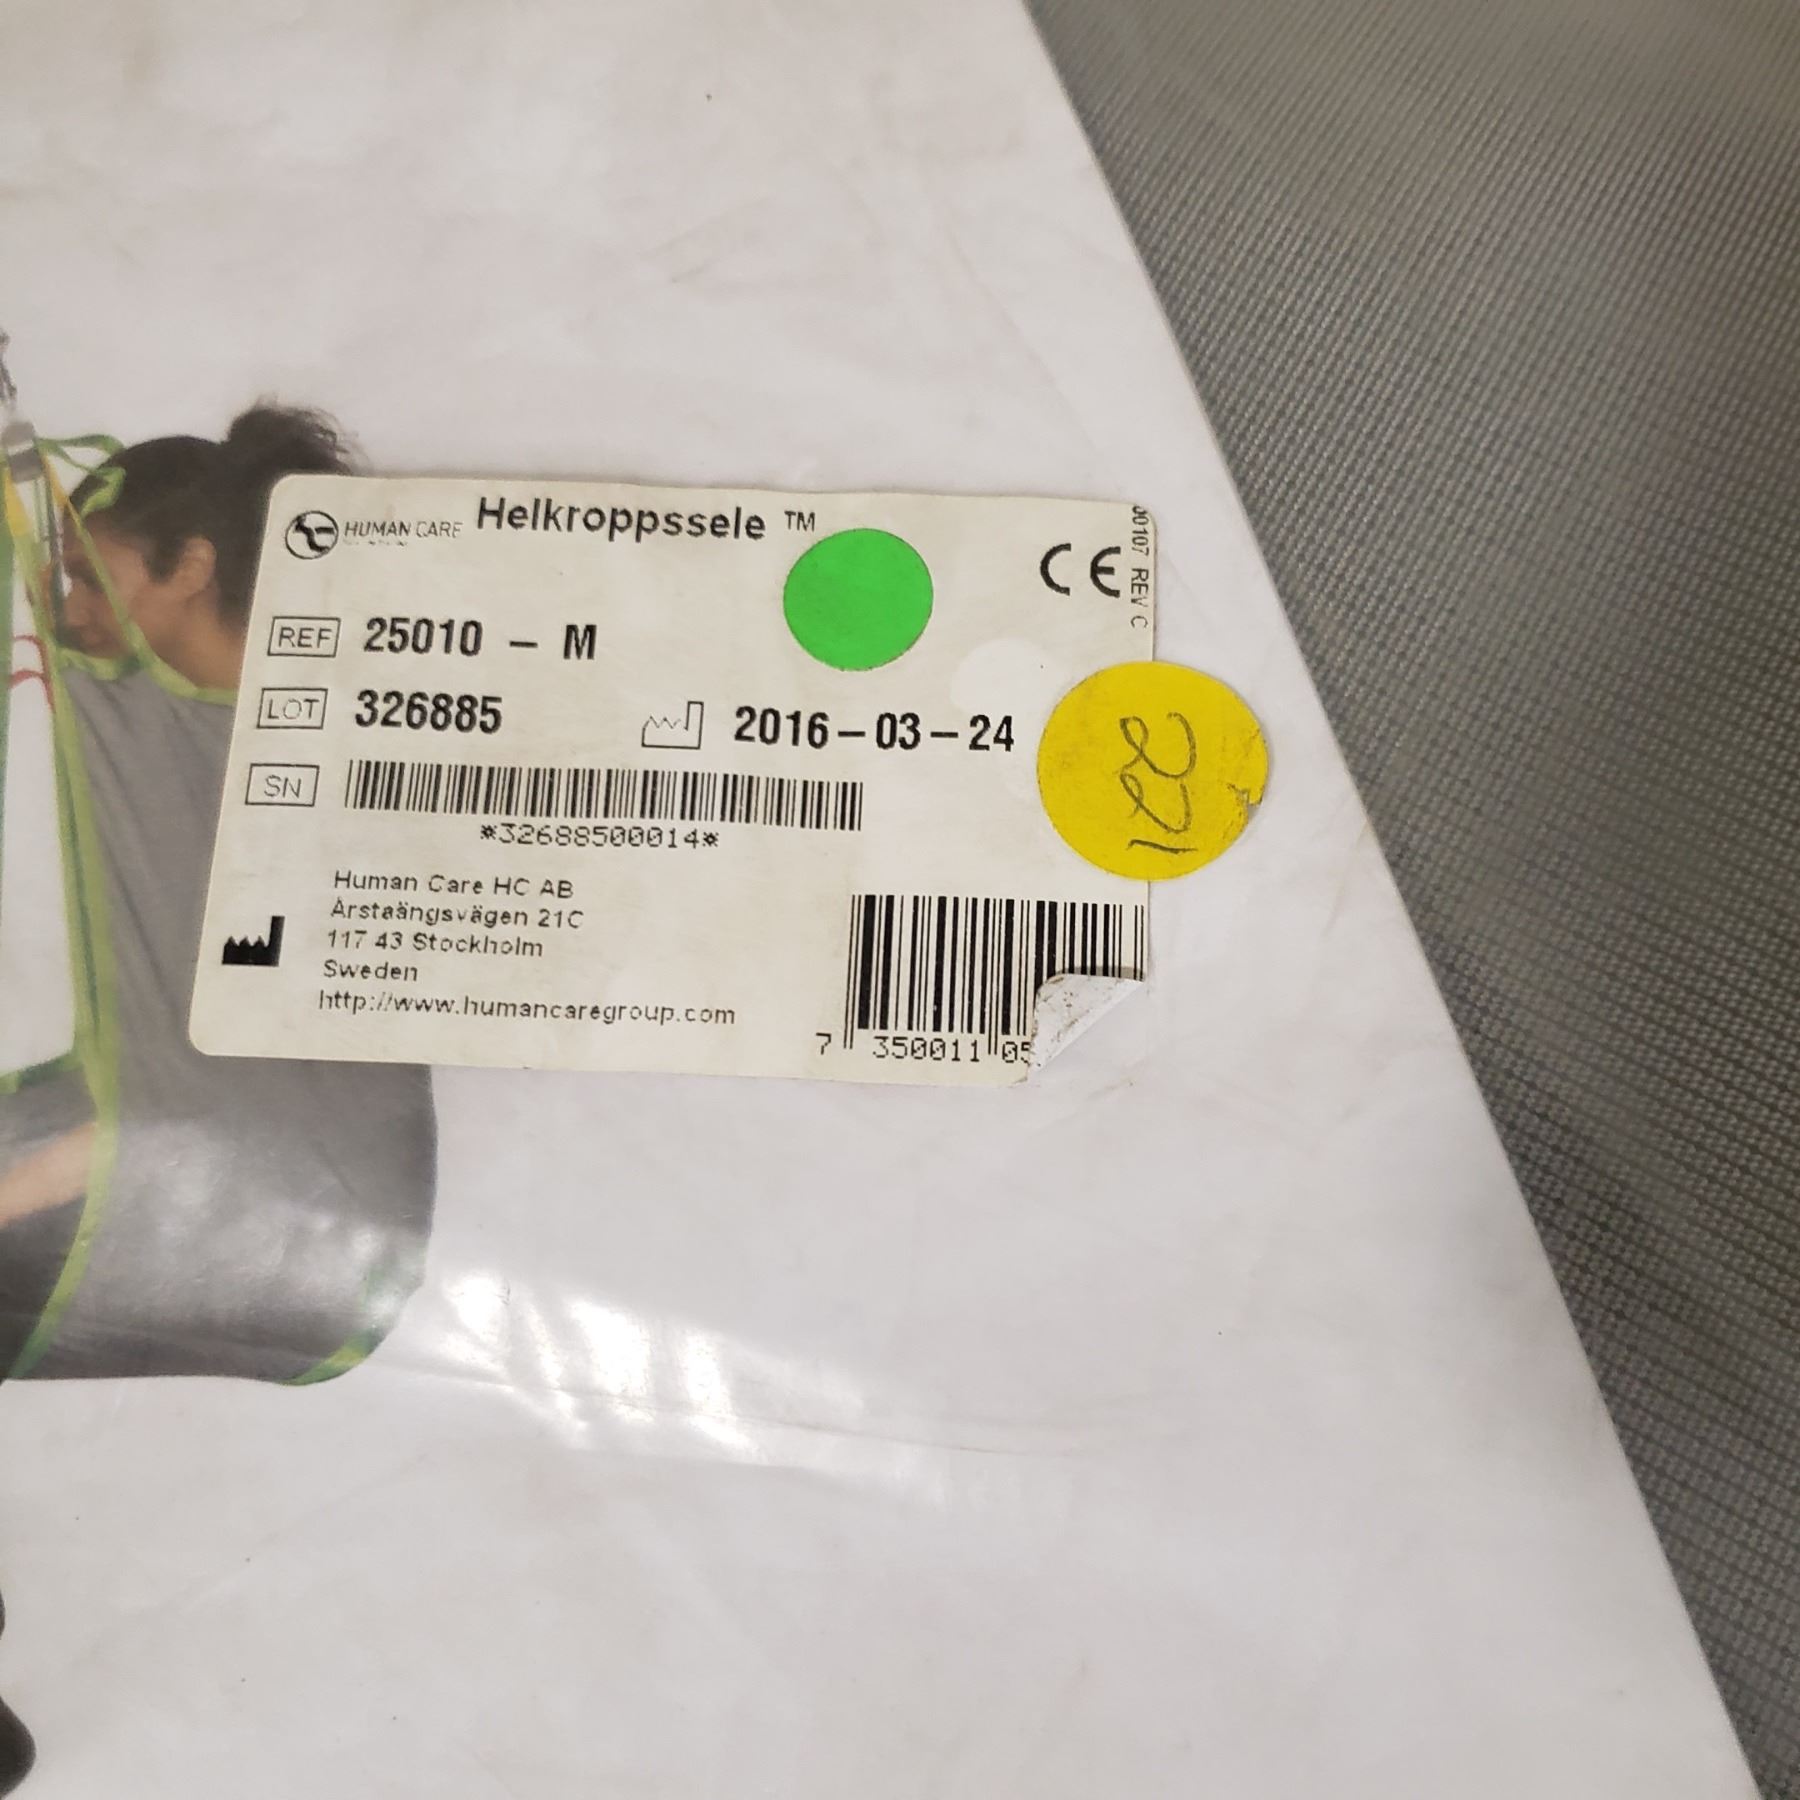 HUMAN CARE Helkroppssele ™
CE
00107 REV C
REF 25010 - M
LOT 326885 2016-03-24
221
SN
*32688500014*
Human Care HC AB
Årstaängsvägen 21C
117 43 Stockholm
Sweden
http://www.humancaregroup.com
7 350011 05